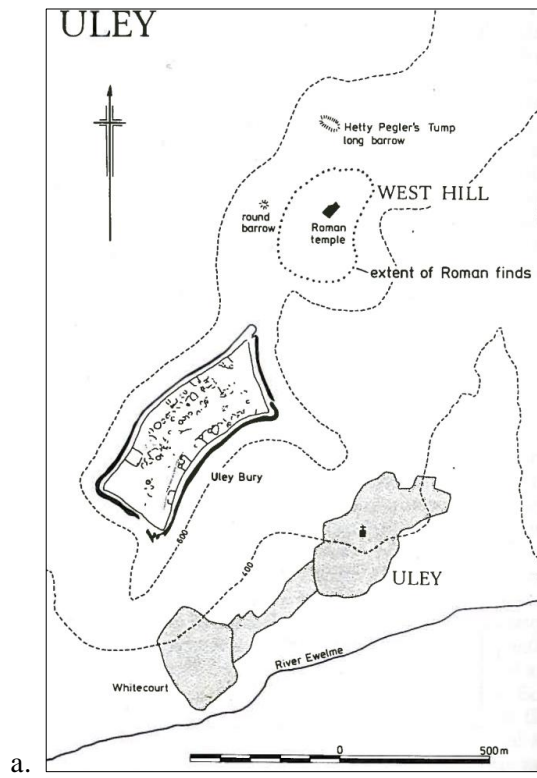 ULEY
Hetty Pegler's Tump
long barrow
WEST HILL
round
barrow
Roman
temple
extent of Roman finds
Uley Bury
600
400
ULEY
River Ewelme
Whitecourt
0
500m
a.